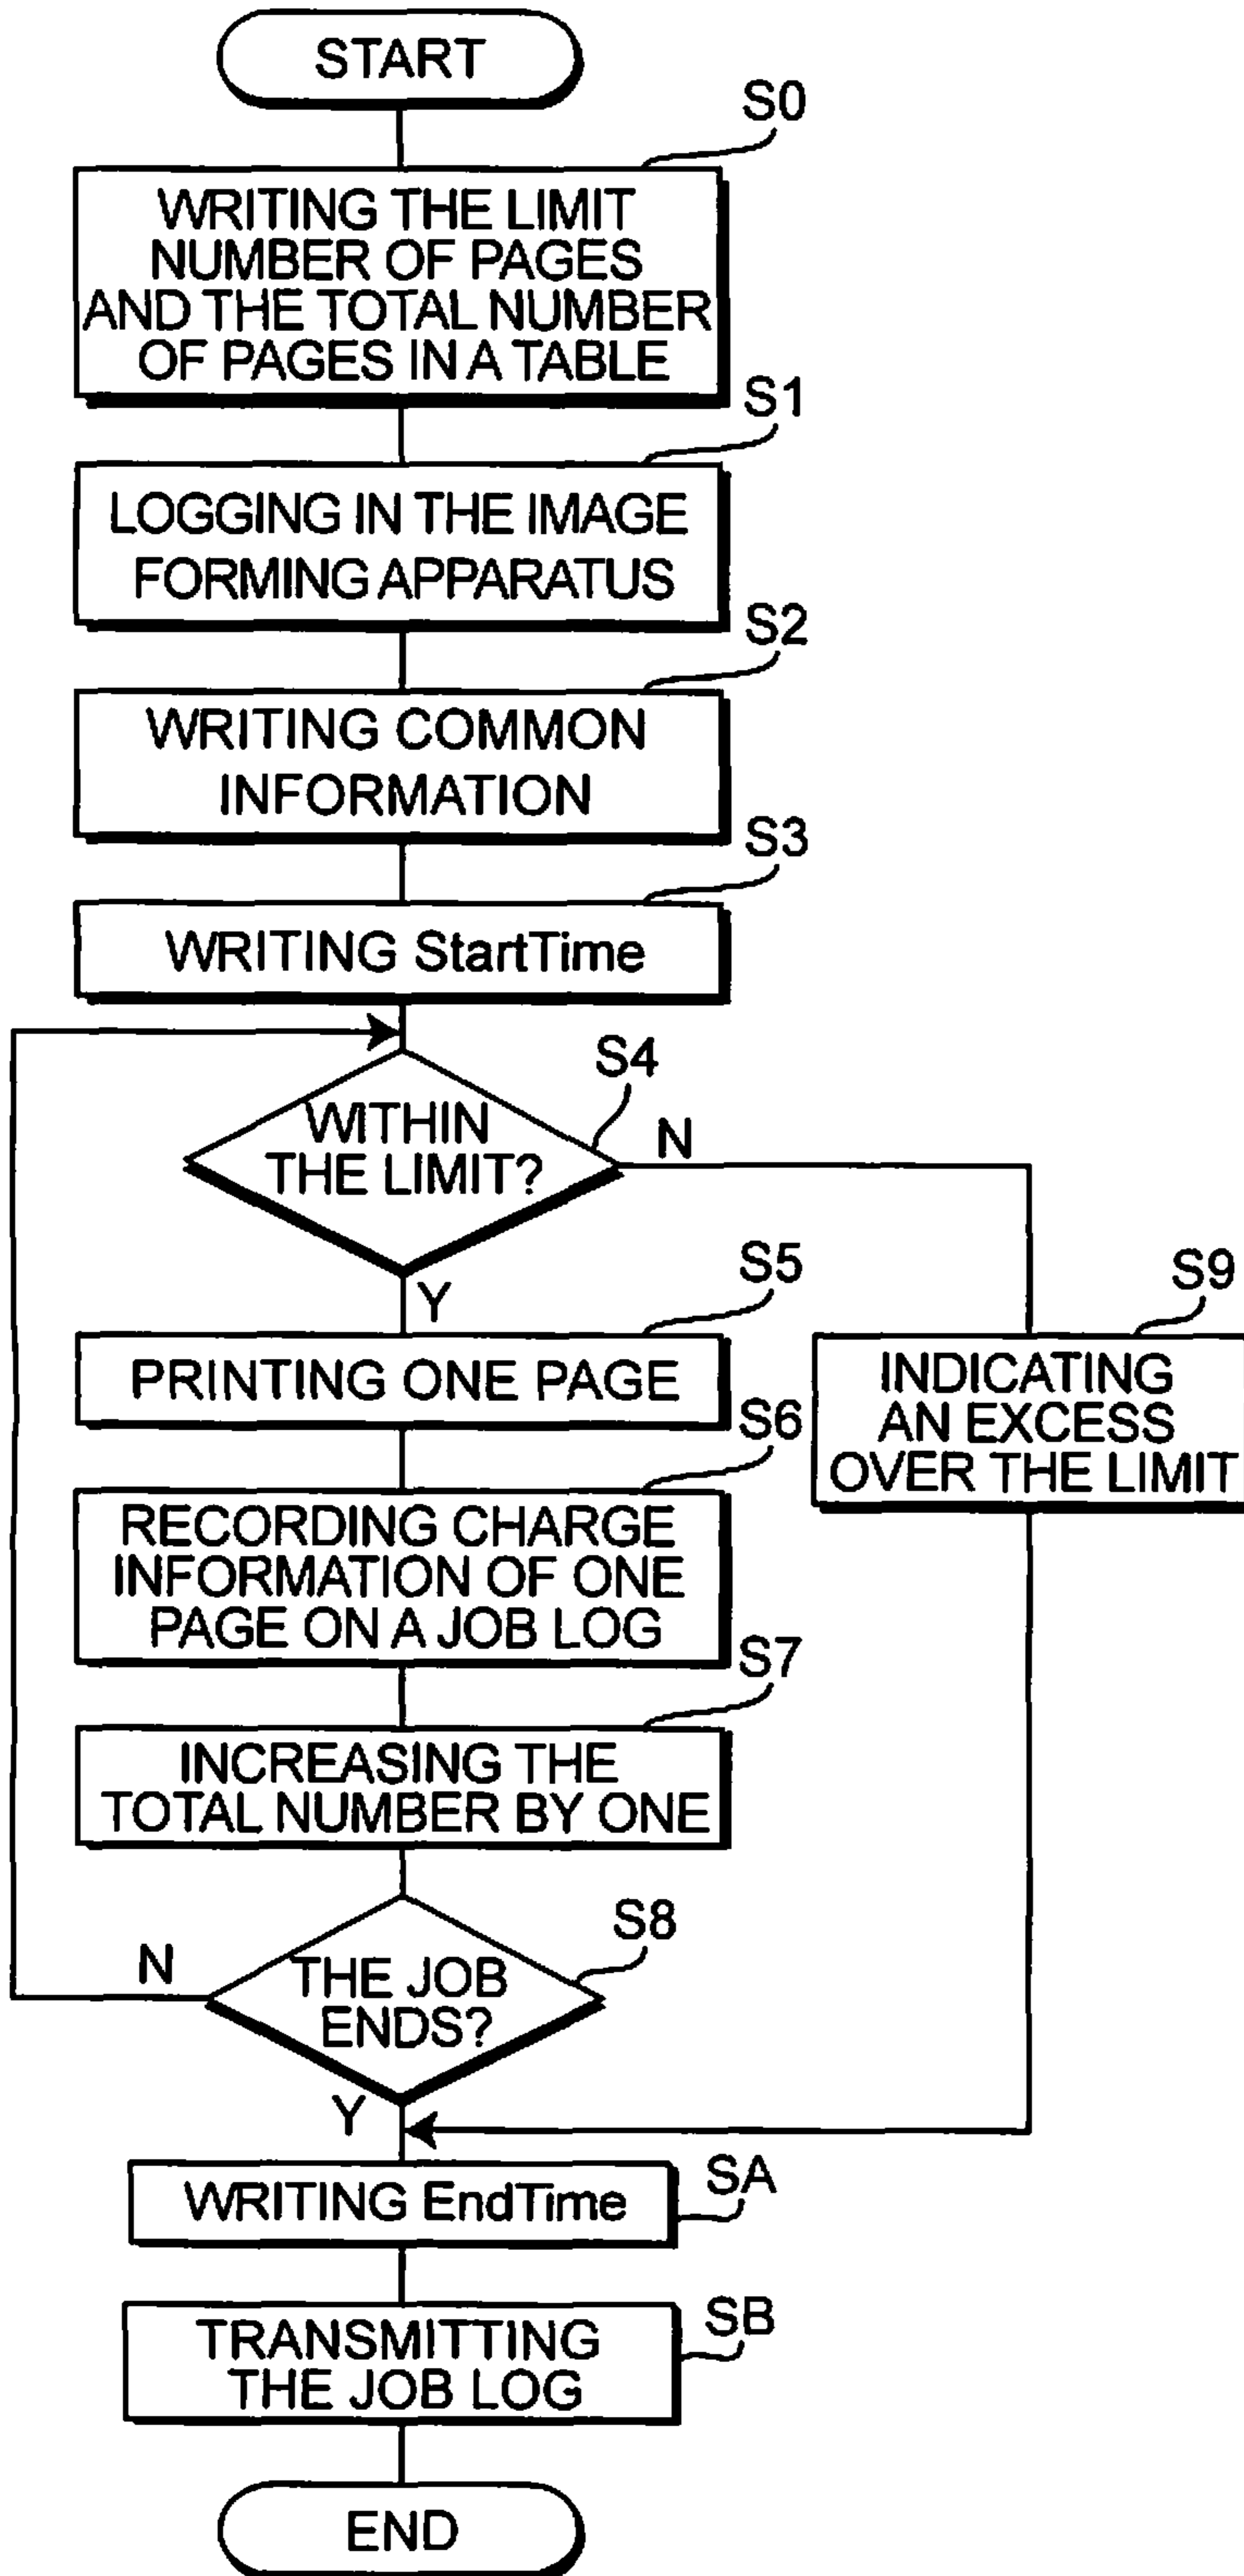 START
S0
WRITING THE LIMIT
NUMBER OF PAGES
AND THE TOTAL NUMBER
OF PAGES IN A TABLE
S1
LOGGING IN THE IMAGE
FORMING APPARATUS
S2
WRITING COMMON
INFORMATION
S3
WRITING StartTime
S4
WITHIN
THE LIMIT?
N
Y
S5
PRINTING ONE PAGE
S9
INDICATING
AN EXCESS
OVER THE LIMIT
S6
RECORDING CHARGE
INFORMATION OF ONE
PAGE ON A JOB LOG
S7
INCREASING THE
TOTAL NUMBER BY ONE
S8
THE JOB
ENDS?
N
Y
SA
WRITING EndTime
SB
TRANSMITTING
THE JOB LOG
END